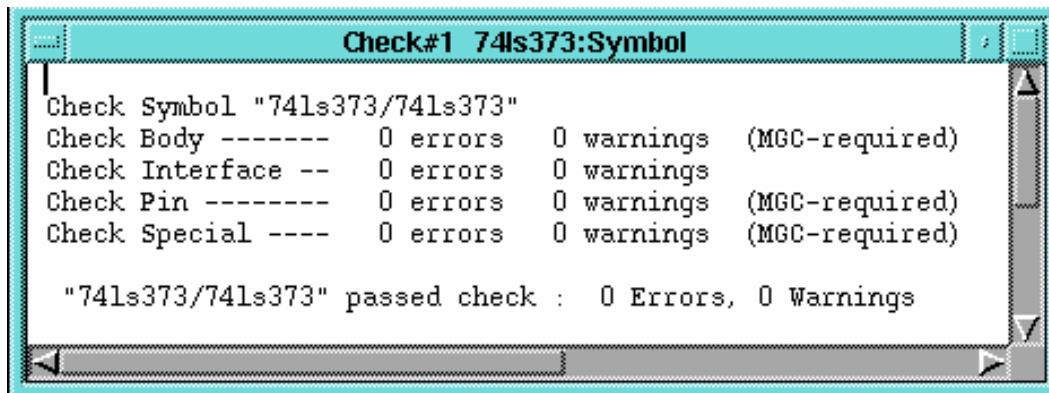 Check#1 74ls373:Symbol
Check Symbol "74ls373/74ls373"
Check Body ------- 0 errors 0 warnings (MGC-required)
Check Interface -- 0 errors 0 warnings
Check Pin -------- 0 errors 0 warnings (MGC-required)
Check Special ---- 0 errors 0 warnings (MGC-required)
"74ls373/74ls373" passed check : 0 Errors, 0 Warnings